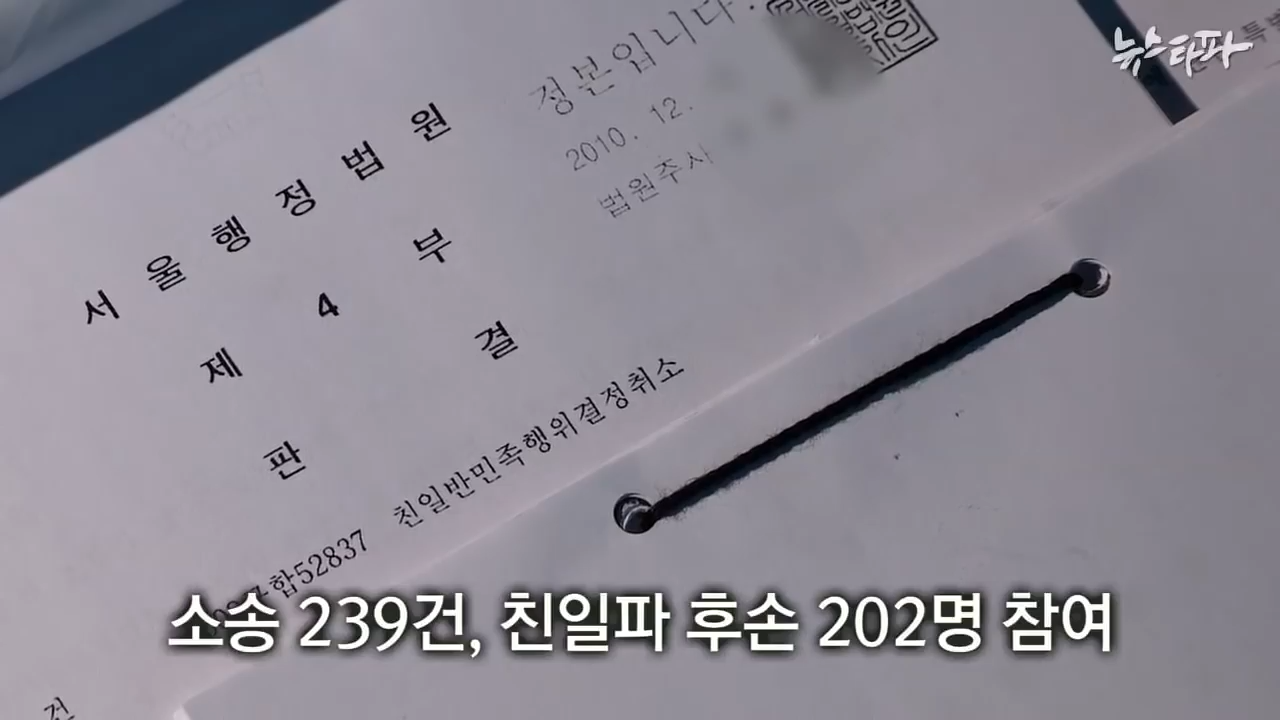 뉴스타파
정본입니다.
2010. 12.
법원주사
서울행정법원
제4부
판결
합52837 친일반민족행위결정취소
소송 239건, 친일파 후손 202명 참여
건